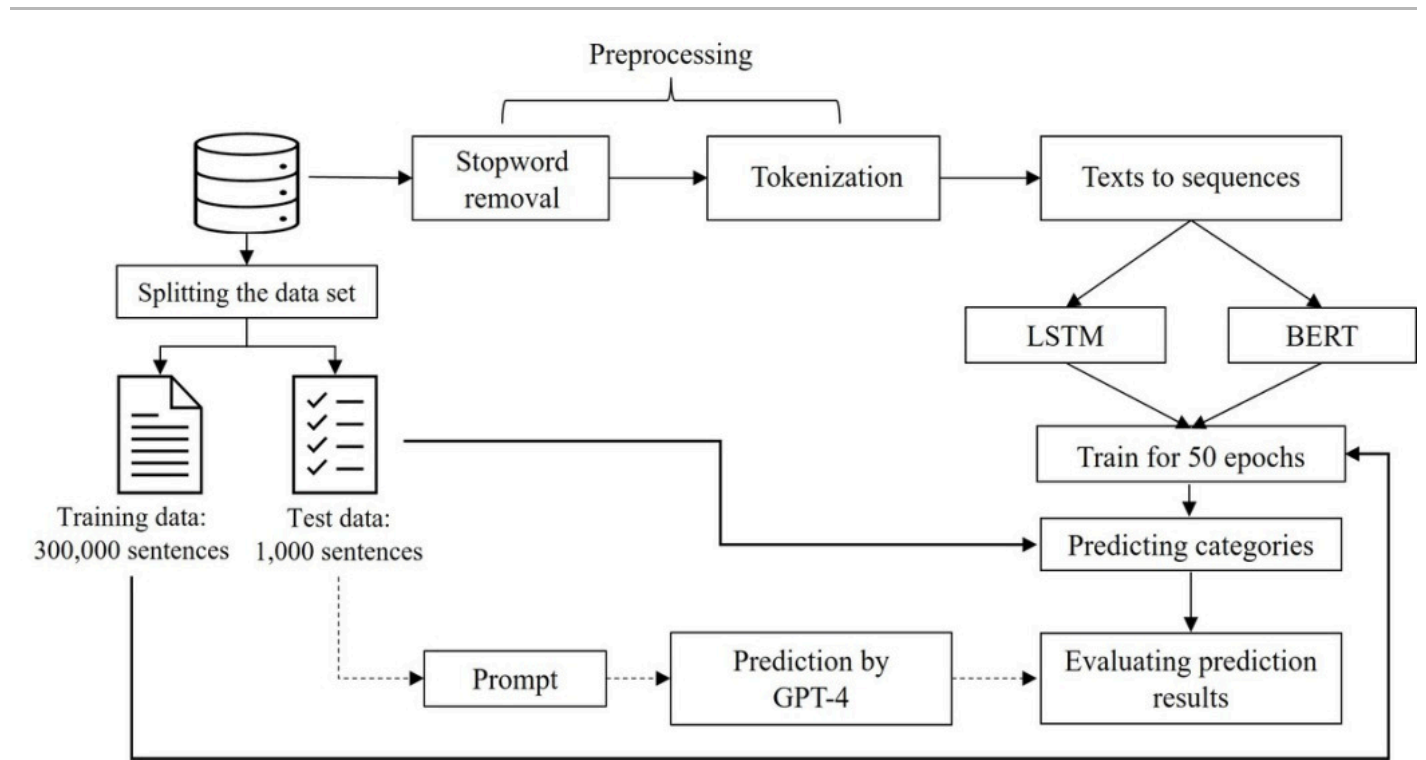 Preprocessing
Stopword
removal
Tokenization
Texts to sequences
Splitting the data set
LSTM
BERT
Train for 50 epochs
Training data:
300,000 sentences
Test data:
1,000 sentences
Predicting categories
Prompt
Prediction by
GPT-4
Evaluating prediction
results